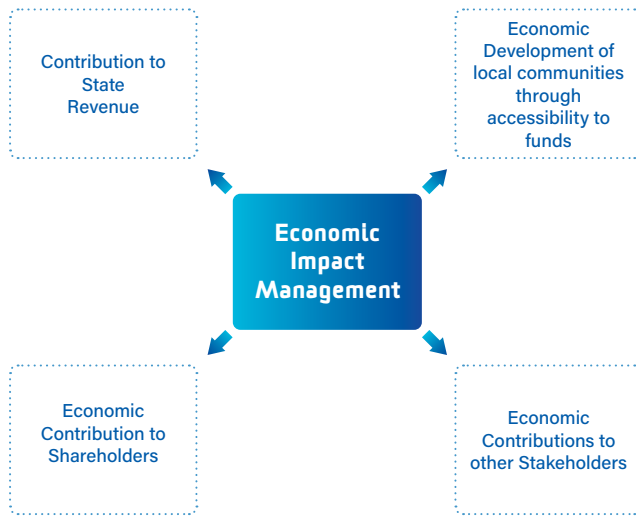 Contribution to
State
Revenue
Economic
Development of
local communities
through
accessibility to
funds
Economic
Impact
Management
Economic
Contribution to
Shareholders
Economic
Contributions to
other Stakeholders